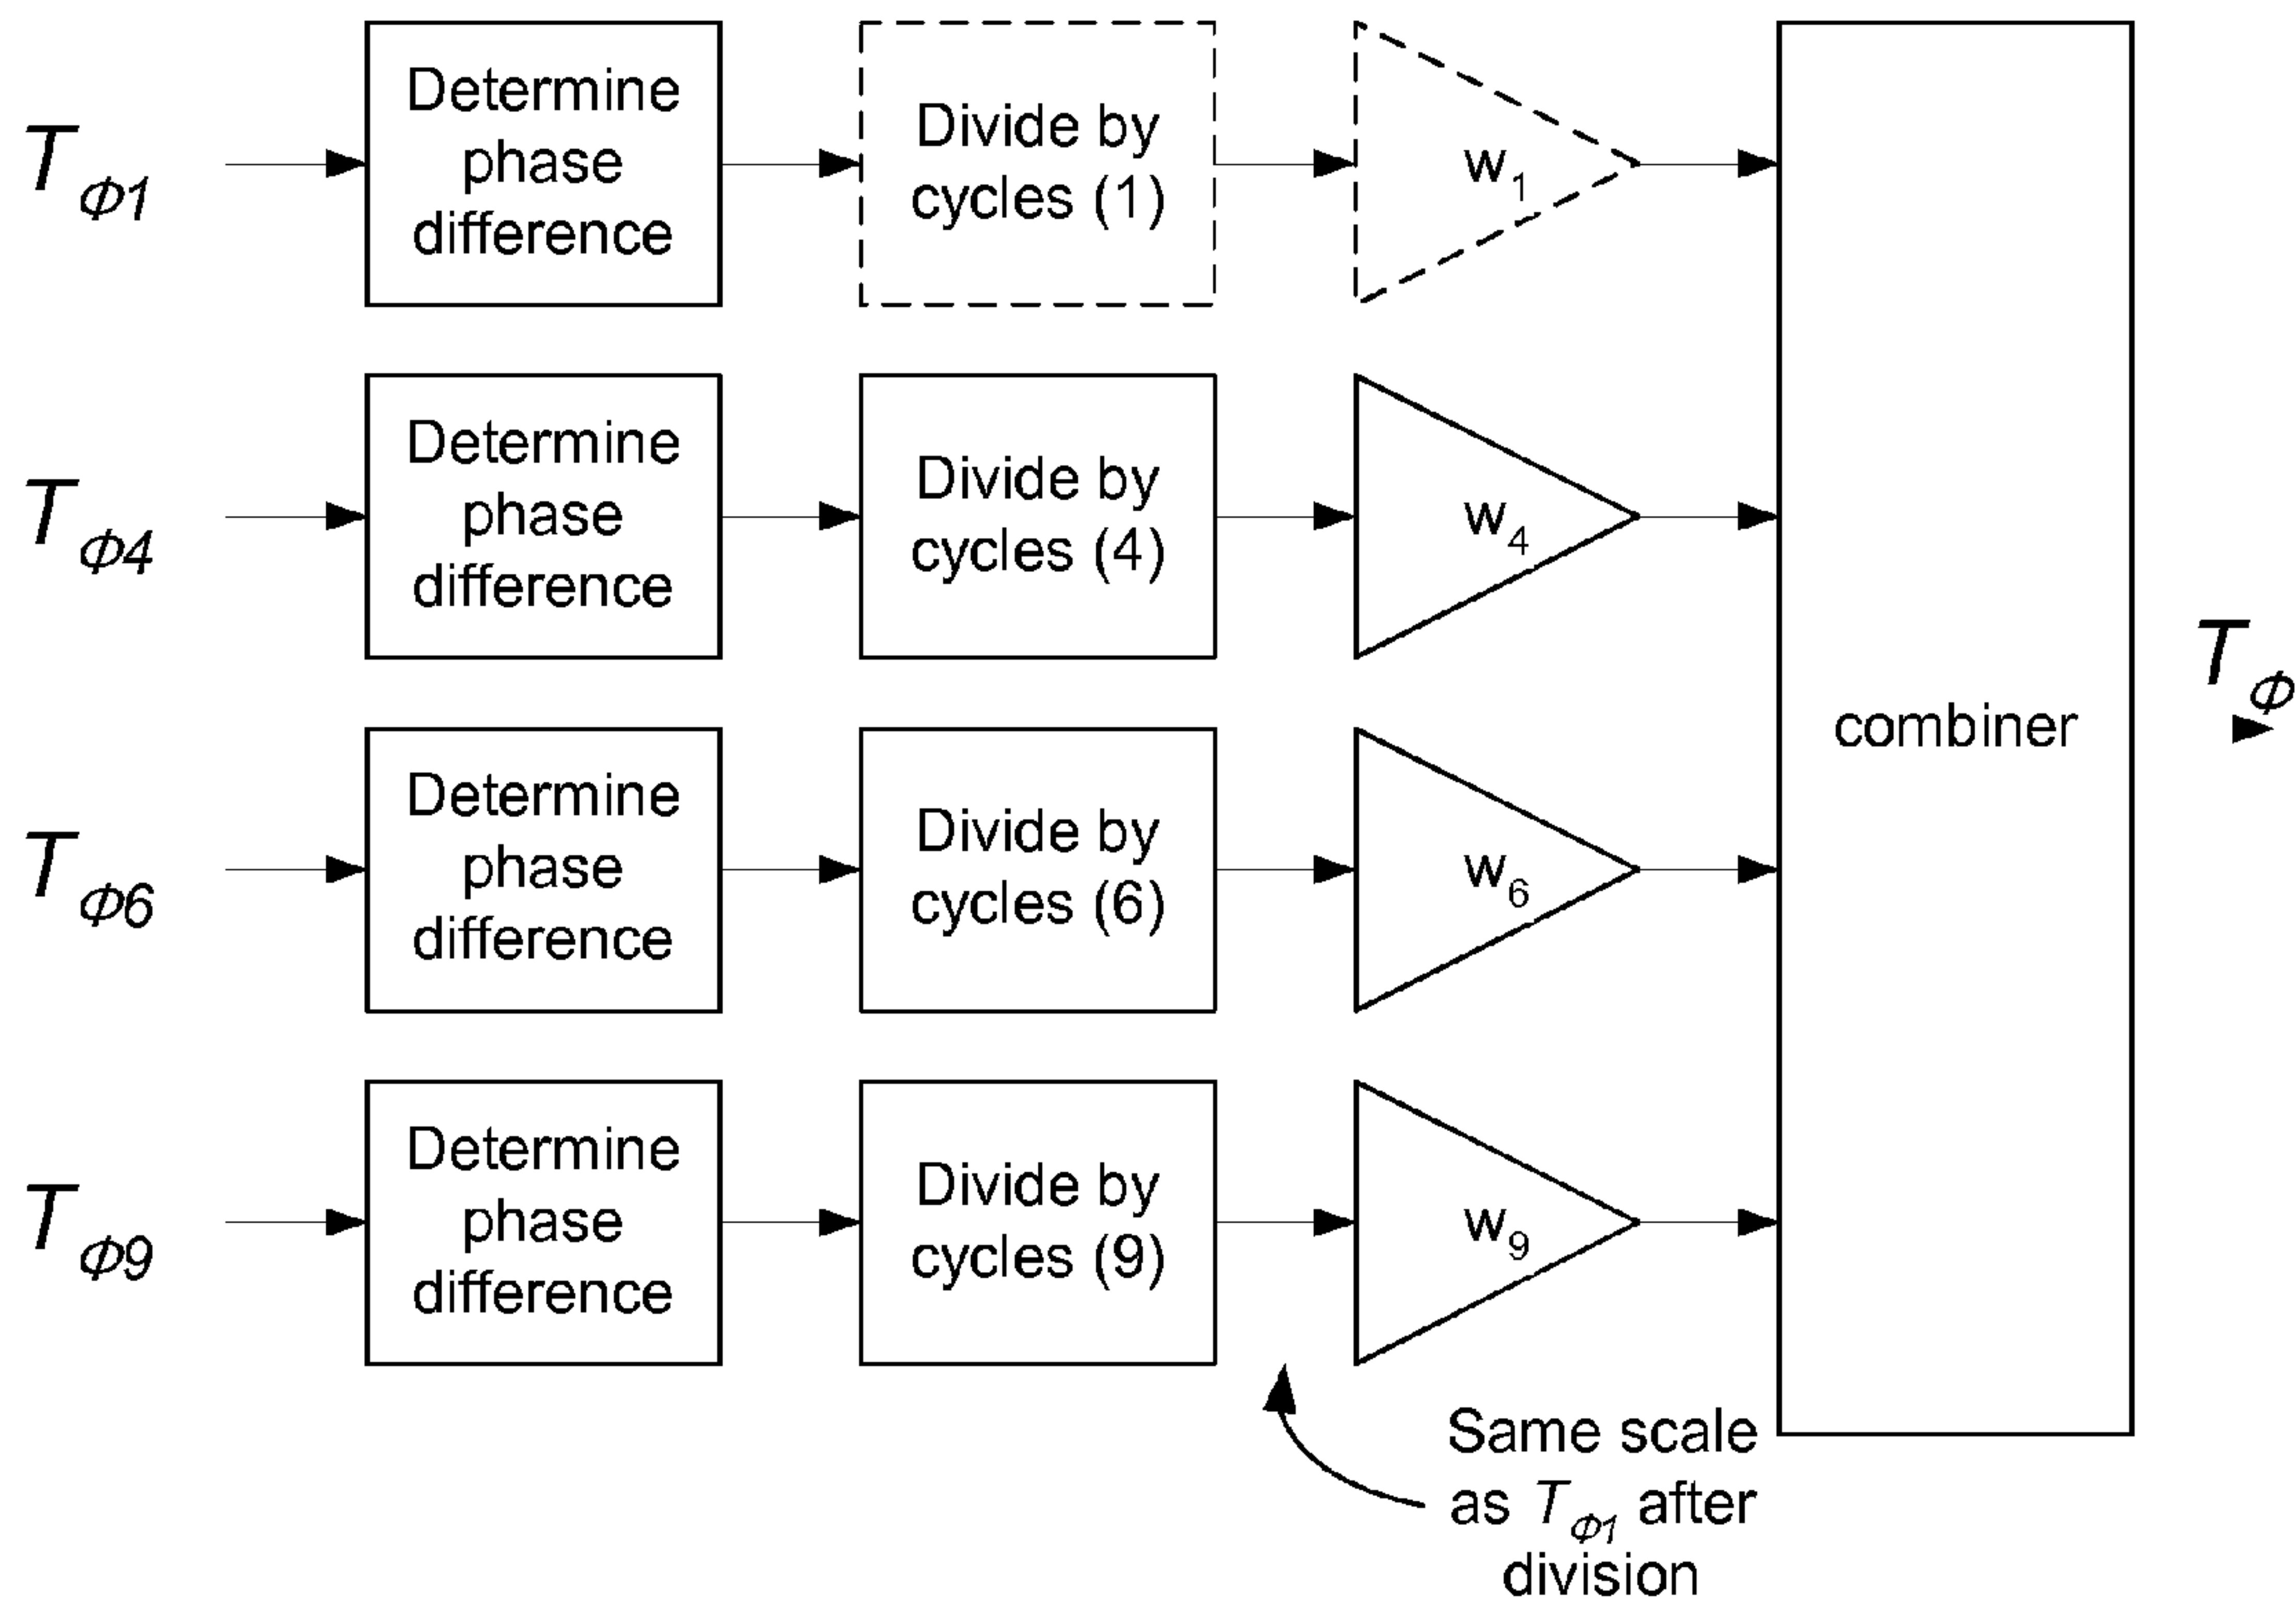 TΦ1
Determine
phase
difference
Divide by
cycles (1)
w1
TΦ4
Determine
phase
difference
Divide by
cycles (4)
w4
TΦ6
Determine
phase
difference
Divide by
cycles (6)
w6
TΦ9
Determine
phase
difference
Divide by
cycles (9)
w9
combiner
TΦ
Same scale
as TΦ1 after
division